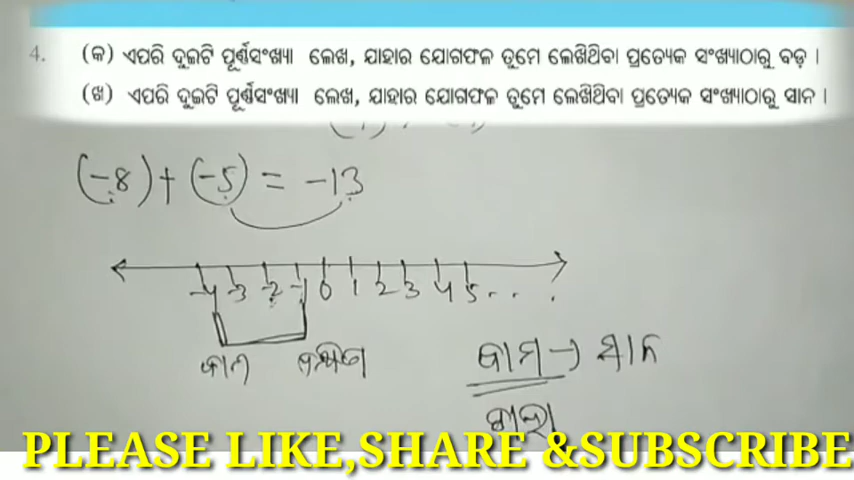 4. (କ) ଏପରି ଦୁଇଟି ପୂର୍ଣ୍ଣସଂଖ୍ୟା ଲେଖ, ଯାହାର ଯୋଗଫଳ ତୁମେ ଲେଖିଥିବା ପ୍ରତ୍ୟେକ ସଂଖ୍ୟାଠାରୁ ବଡ଼ ।
(ଖ) ଏପରି ଦୁଇଟି ପୂର୍ଣ୍ଣସଂଖ୍ୟା ଲେଖ, ଯାହାର ଯୋଗଫଳ ତୁମେ ଲେଖିଥିବା ପ୍ରତ୍ୟେକ ସଂଖ୍ୟାଠାରୁ ସାନ ।
(-8) + (-5) = -13
-4 -3 -2 -1 0 1 2 3 4 5 . . .
ବାମ ଦକ୍ଷିଣ ବାମ → ସାନ
PLEASE LIKE,SHARE &SUBSCRIBE